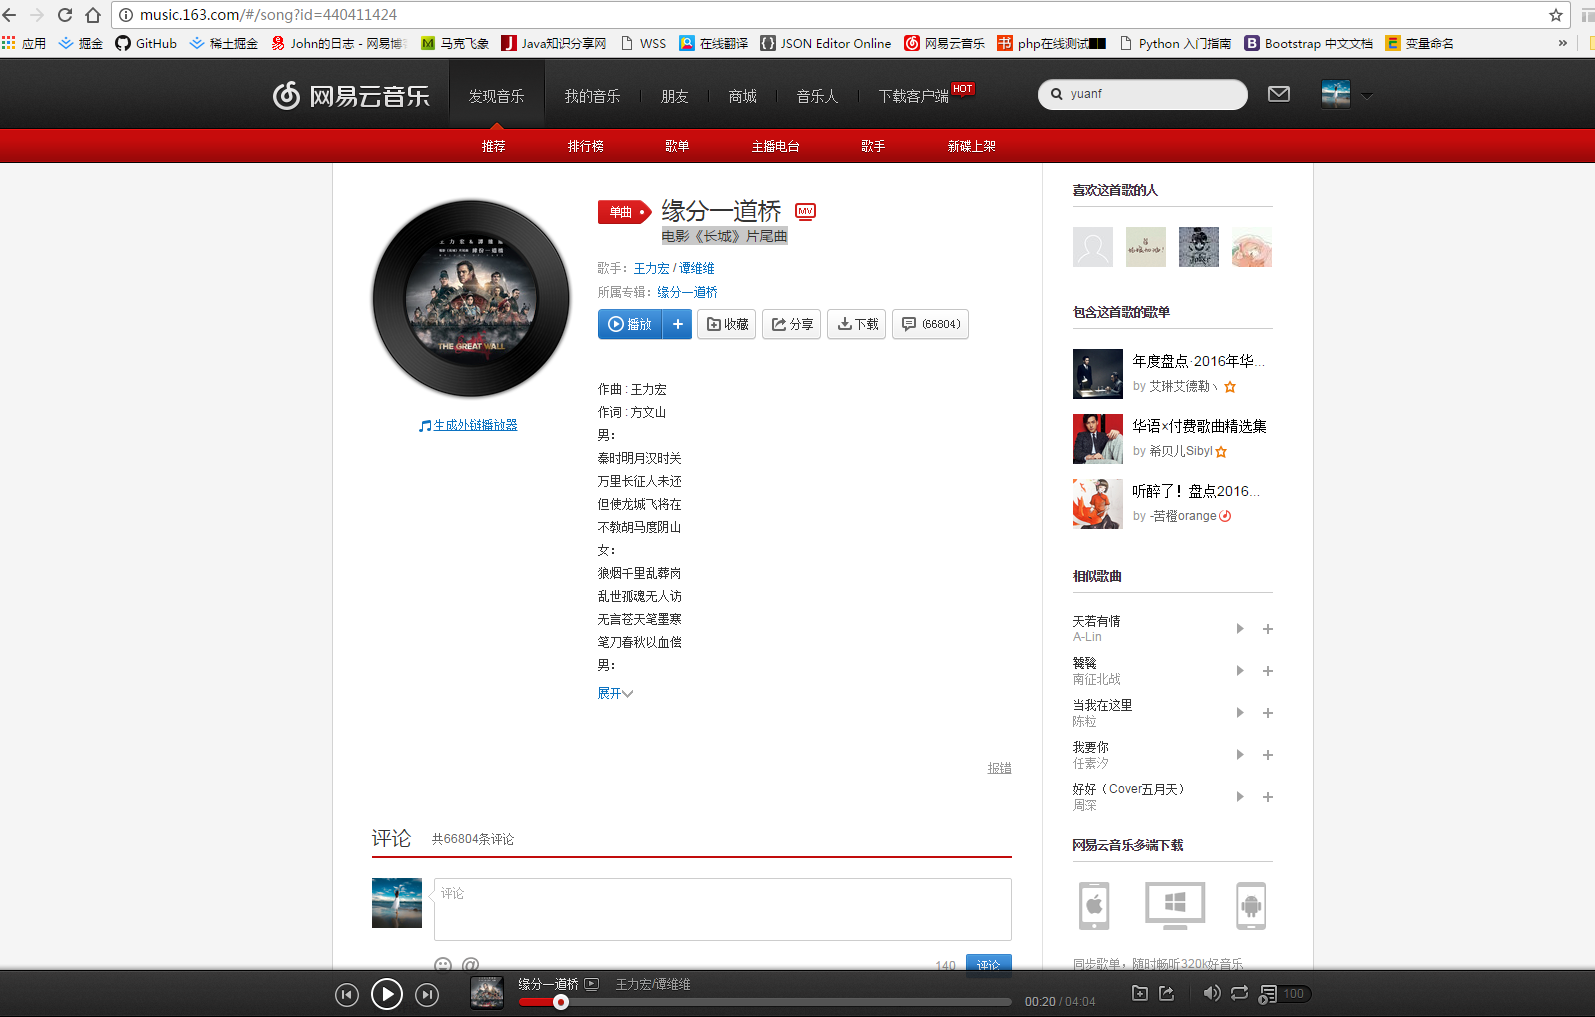 music.163.com/#/song?id=440411424
应用 掘金 GitHub 稀土掘金 John的日志 - 网易博 马克飞象 Java知识分享网 WSS 在线翻译 JSON Editor Online 网易云音乐 php在线测试 Python 入门指南 Bootstrap 中文文档 变量命名 »
网易云音乐 发现音乐 我的音乐 朋友 商城 音乐人 下载客户端 HOT yuanf
推荐 排行榜 歌单 主播电台 歌手 新碟上架
单曲 缘分一道桥 MV
电影《长城》片尾曲
歌手：王力宏 / 谭维维
所属专辑：缘分一道桥
播放 + 收藏 分享 下载 (66804)
THE GREAT WALL
生成外链播放器
作曲 : 王力宏
作词 : 方文山
男：
秦时明月汉时关
万里长征人未还
但使龙城飞将在
不教胡马度阴山
女：
狼烟千里乱葬岗
乱世孤魂无人访
无言苍天笔墨寒
笔刀春秋以血偿
男：
展开
报错
评论 共66804条评论
评论
140 评论
喜欢这首歌的人
Joker
包含这首歌的歌单
年度盘点·2016年华...
by 艾琳艾德勒丶
华语×付费歌曲精选集
by 希贝儿Sibyl
听醉了！盘点2016...
by -苦橙orange
相似歌曲
天若有情
A-Lin
南征北战
当我在这里
陈粒
我要你
任素汐
好好（Cover五月天）
周深
网易云音乐多端下载
同步歌单，随时畅听320k好音乐
缘分一道桥 王力宏/谭维维
00:20 / 04:04
100